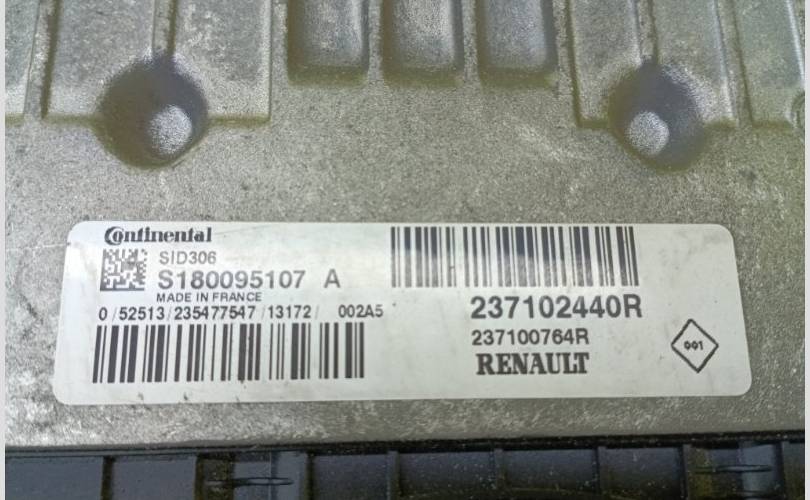 Continental
SID306
S180095107 A
MADE IN FRANCE
0 / 52513 / 235477547 / 13172 / 002A5
237102440R
237100764R
RENAULT
001